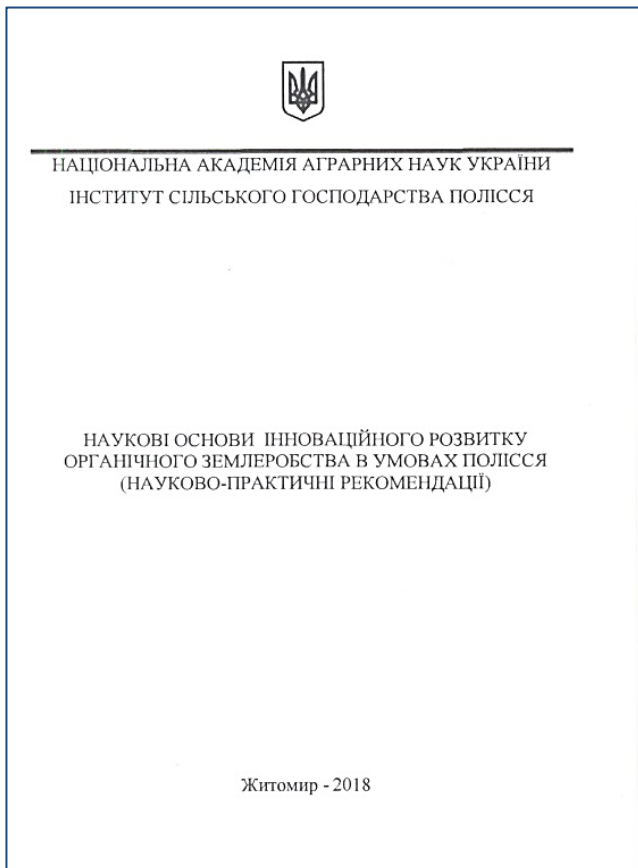 НАЦІОНАЛЬНА АКАДЕМІЯ АГРАРНИХ НАУК УКРАЇНИ
ІНСТИТУТ СІЛЬСЬКОГО ГОСПОДАРСТВА ПОЛІССЯ
НАУКОВІ ОСНОВИ ІННОВАЦІЙНОГО РОЗВИТКУ
ОРГАНІЧНОГО ЗЕМЛЕРОБСТВА В УМОВАХ ПОЛІССЯ
(НАУКОВО-ПРАКТИЧНІ РЕКОМЕНДАЦІЇ)
Житомир - 2018